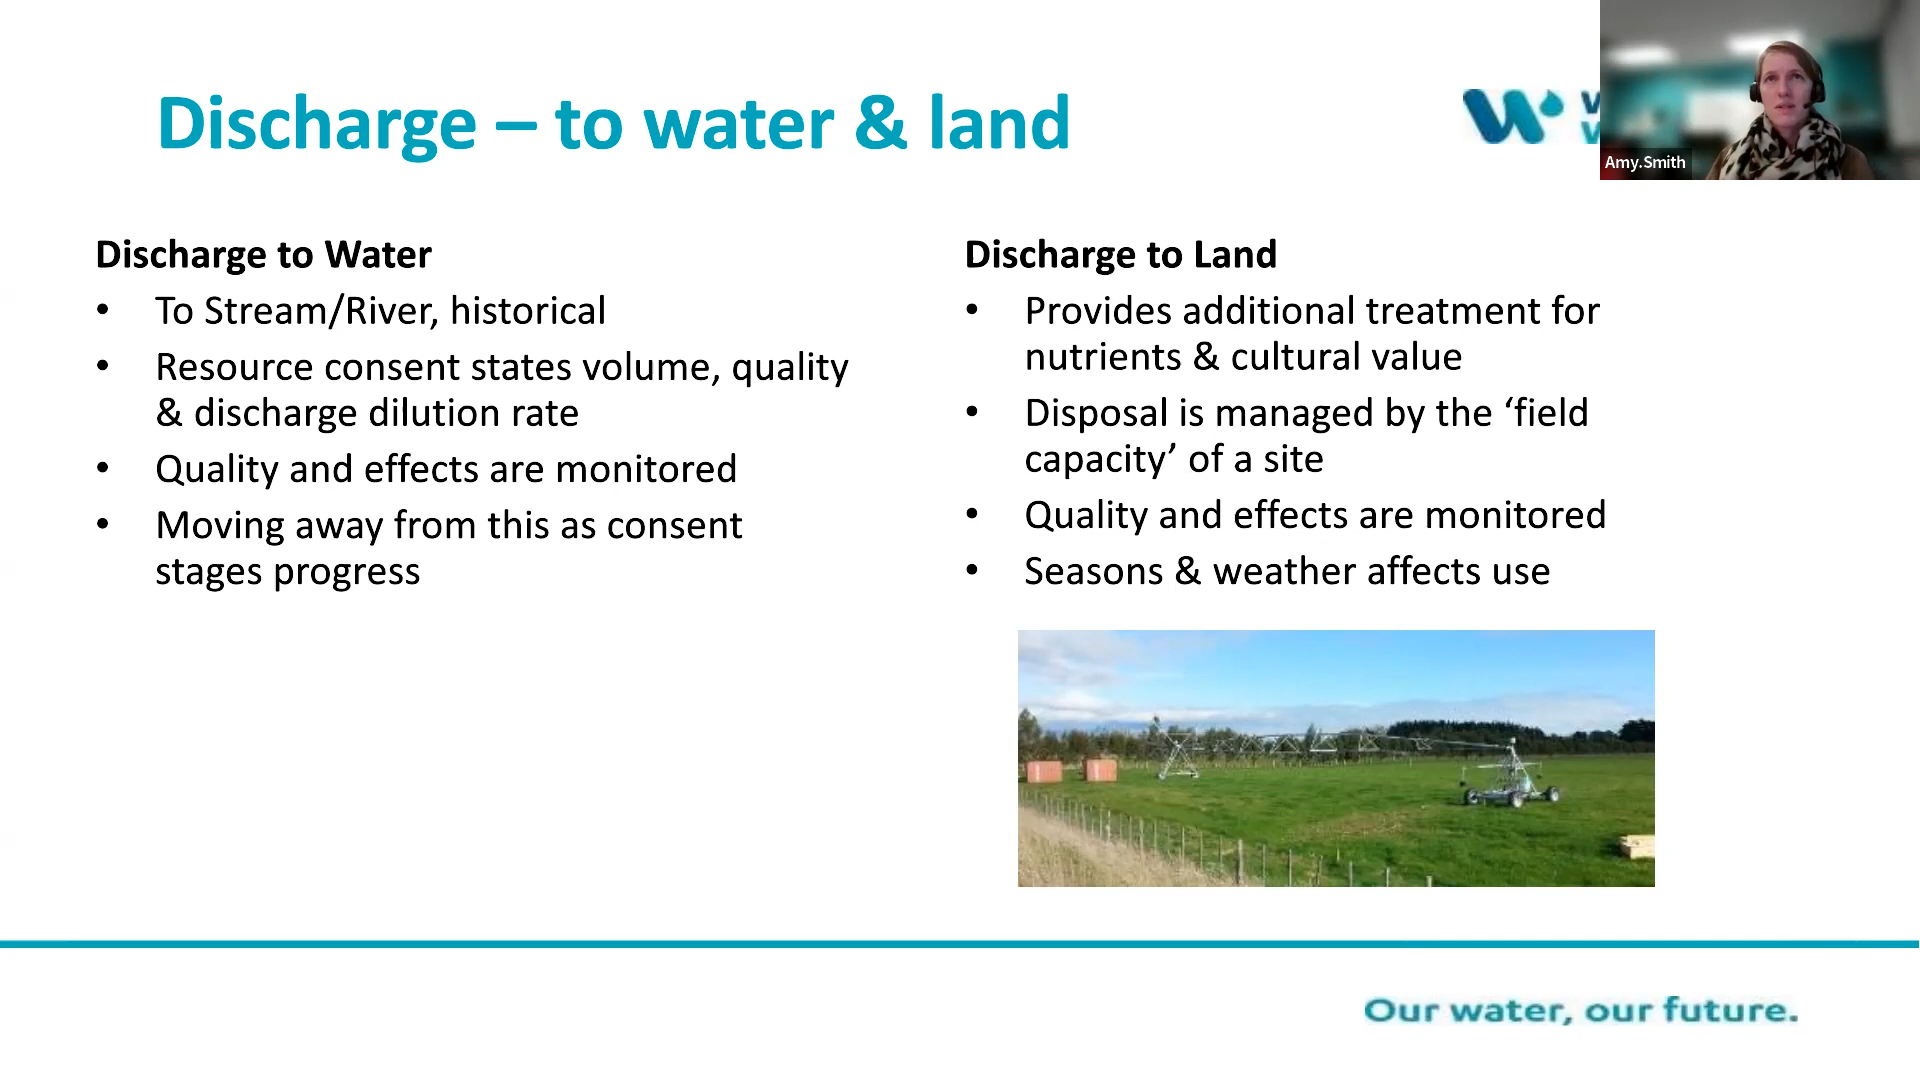 Discharge – to water & land
Amy.Smith
Discharge to Water
• To Stream/River, historical
• Resource consent states volume, quality
& discharge dilution rate
• Quality and effects are monitored
• Moving away from this as consent
stages progress
Discharge to Land
• Provides additional treatment for
nutrients & cultural value
• Disposal is managed by the ‘field
capacity’ of a site
• Quality and effects are monitored
• Seasons & weather affects use
Our water, our future.